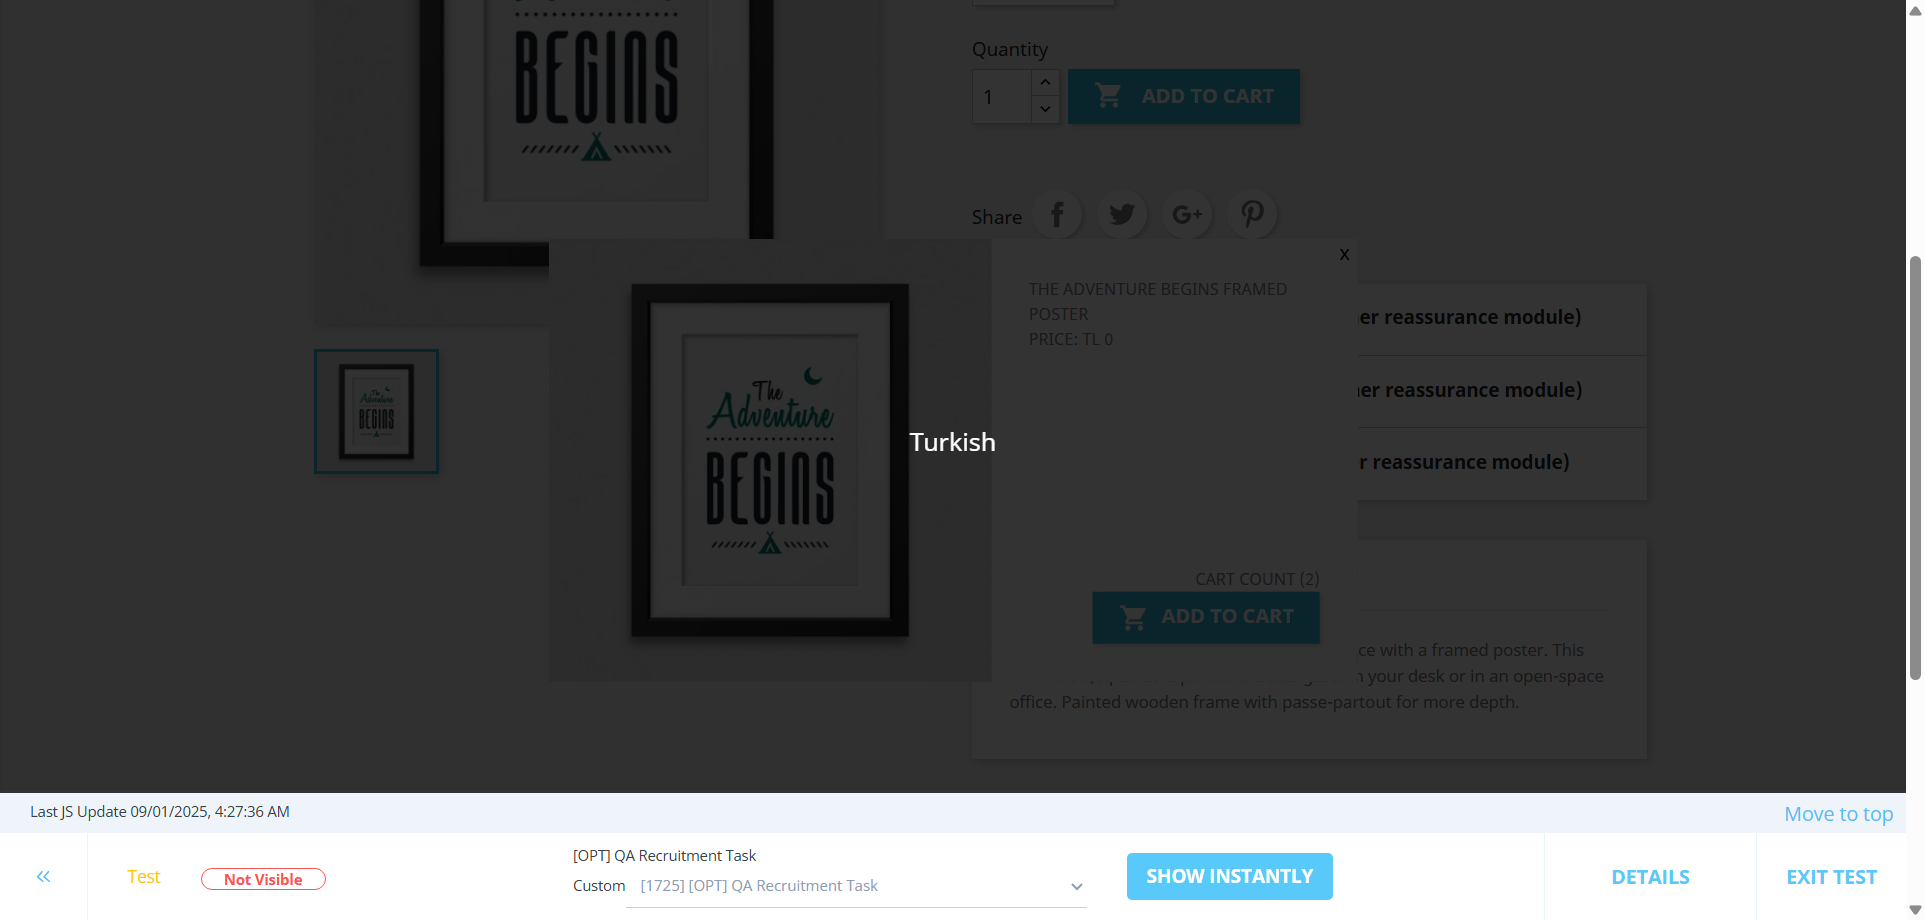 BEGINS
Quantity
1
ADD TO CART
Share
G+
X
THE ADVENTURE BEGINS FRAMED
POSTER
PRICE: TL 0
er reassurance module)
er reassurance module)
r reassurance module)
The
Adventure
BEGINS
The
Adventure
BEGINS
Turkish
CART COUNT (2)
ADD TO CART
ce with a framed poster. This
your desk or in an open-space
office. Painted wooden frame with passe-partout for more depth.
Last JS Update 09/01/2025, 4:27:36 AM
Move to top
Test
Not Visible
[OPT] QA Recruitment Task
Custom
[1725] [OPT] QA Recruitment Task
SHOW INSTANTLY
DETAILS
EXIT TEST